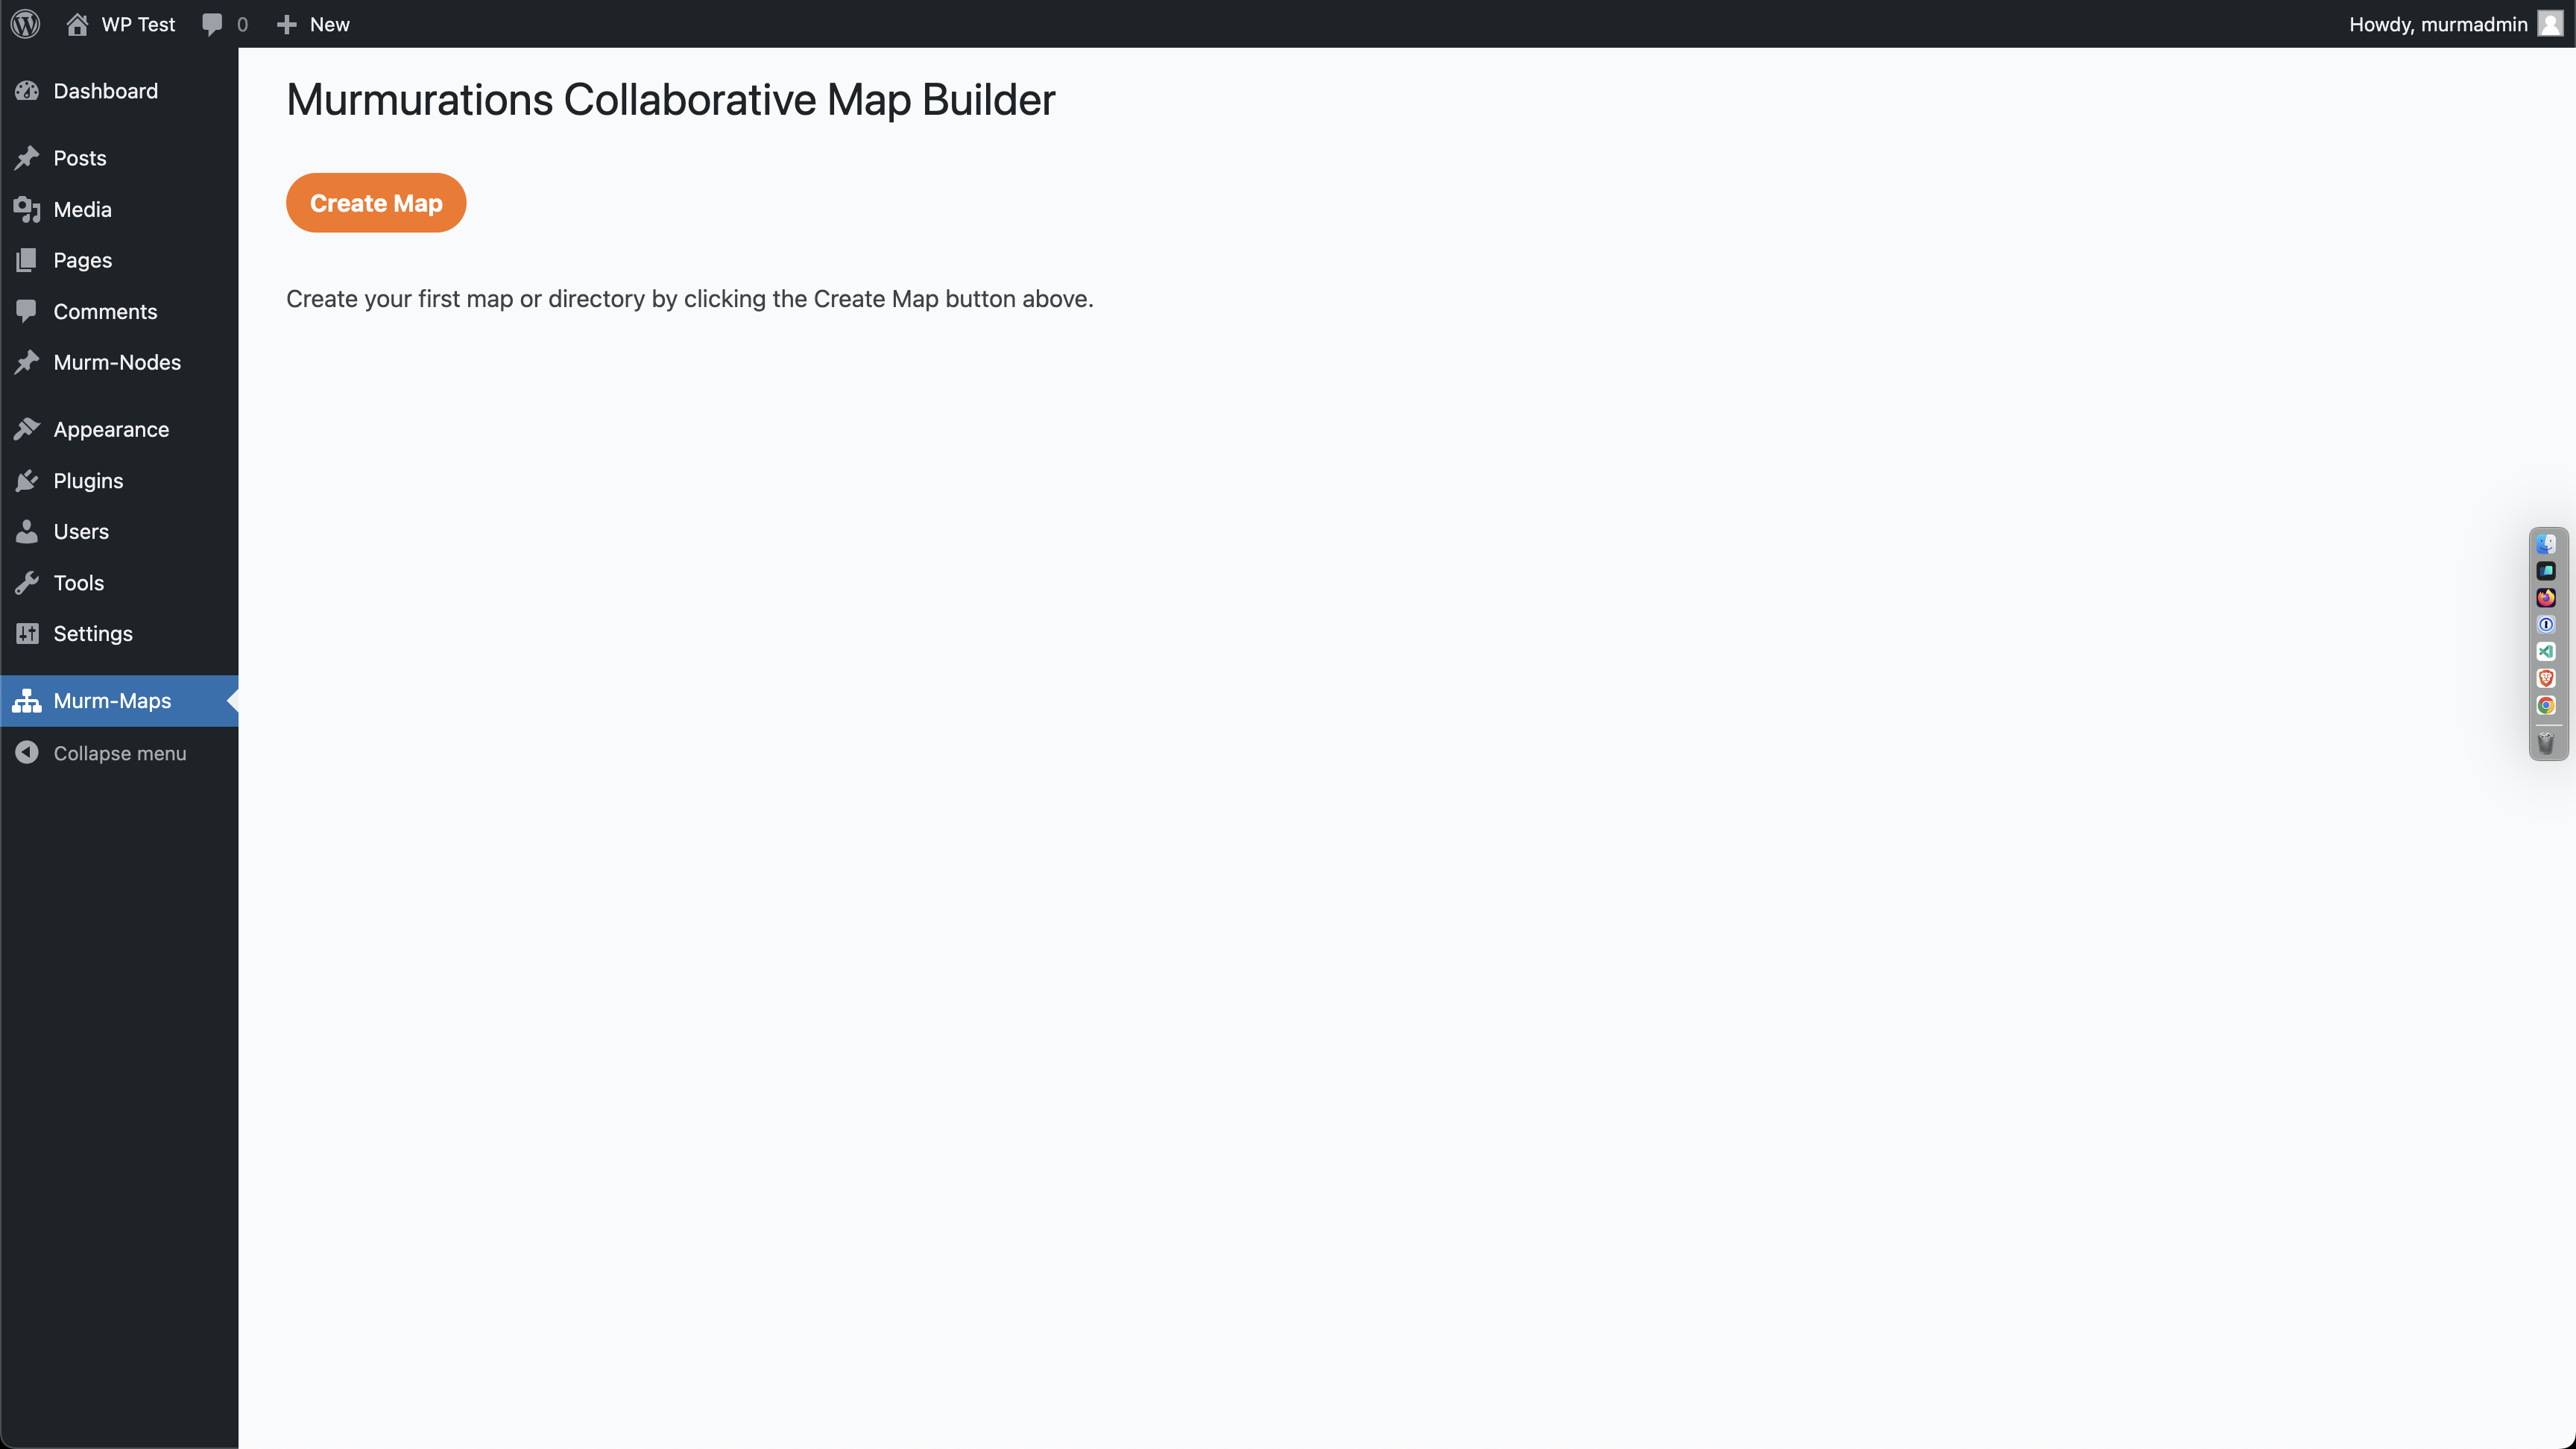 WP Test
0
New
Howdy, murmadmin
Dashboard
Posts
Media
Pages
Comments
Murm-Nodes
Appearance
Plugins
Users
Tools
Settings
Murm-Maps
Collapse menu
Murmurations Collaborative Map Builder
Create Map
Create your first map or directory by clicking the Create Map button above.